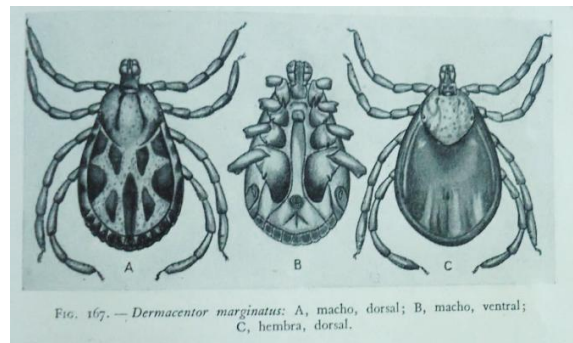 A
B
C
FIG. 167. — Dermacentor marginatus: A, macho, dorsal; B, macho, ventral;
C, hembra, dorsal.